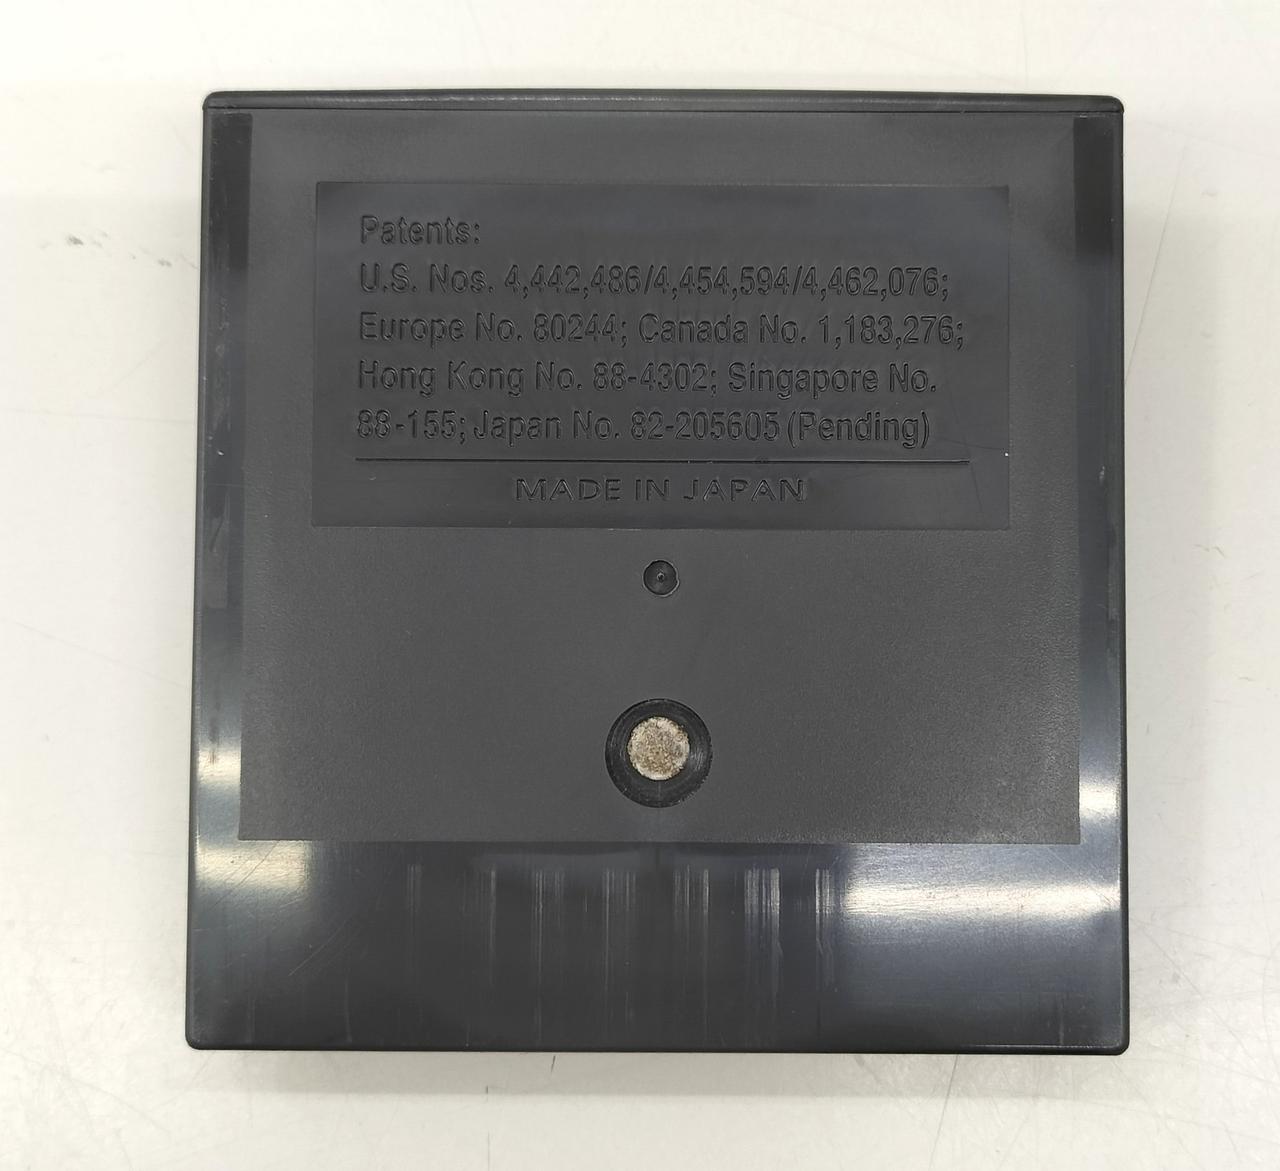 Patents:
U.S. Nos. 4,442,486/4,454,594/4,462,076;
Europe No. 80244; Canada No. 1,183,276;
Hong Kong No. 88-4302; Singapore No.
88-155; Japan No. 82-205605 (Pending)
MADE IN JAPAN